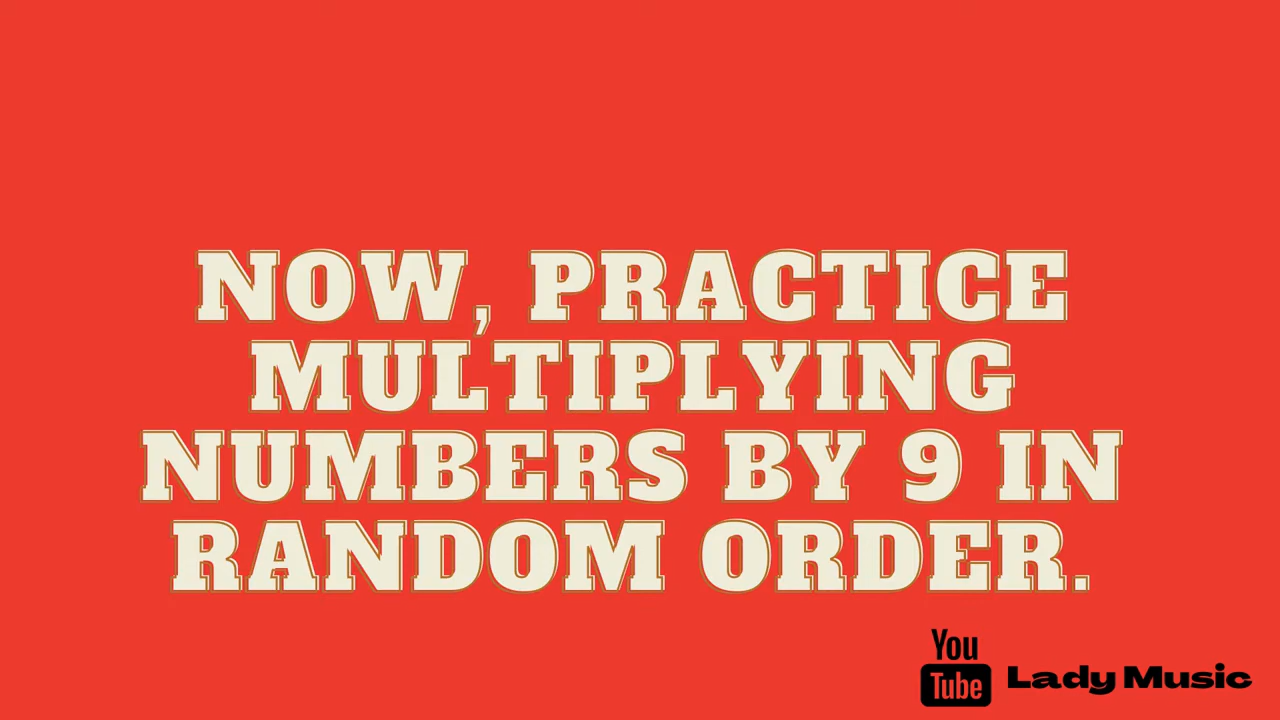 NOW, PRACTICE
MULTIPLYING
NUMBERS BY 9 IN
RANDOM ORDER.
You
Tube
Lady Music